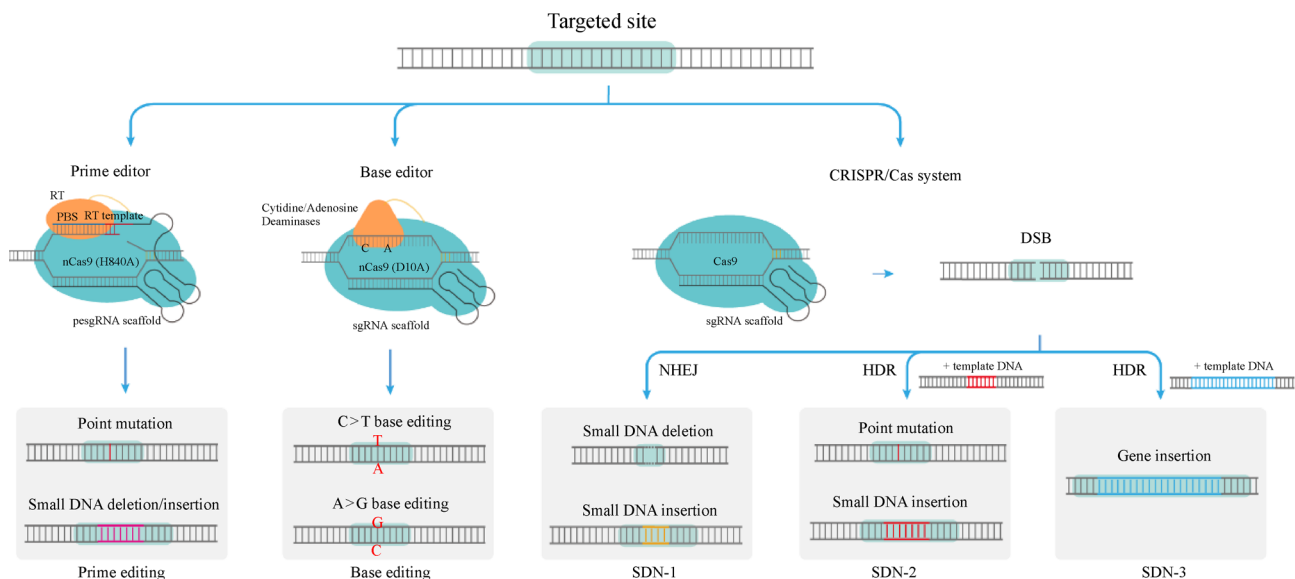 Targeted site
Prime editor
Base editor
CRISPR/Cas system
RT
PBS RT template
nCas9 (H840A)
pesgRNA scaffold
Cytidine/Adenosine
Deaminases
C A
nCas9 (D10A)
sgRNA scaffold
Cas9
sgRNA scaffold
DSB
NHEJ
HDR
+ template DNA
HDR
+ template DNA
Point mutation
Small DNA deletion/insertion
Prime editing
C>T base editing
T
A
A>G base editing
G
C
Base editing
Small DNA deletion
Small DNA insertion
SDN-1
Point mutation
Small DNA insertion
SDN-2
Gene insertion
SDN-3